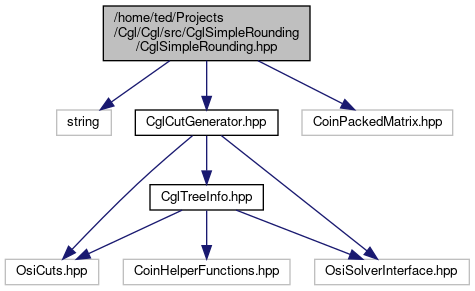 /home/ted/Projects
/Cgl/Cgl/src/CglSimpleRounding
/CglSimpleRounding.hpp
string
CglCutGenerator.hpp
CoinPackedMatrix.hpp
CglTreeInfo.hpp
OsiCuts.hpp
CoinHelperFunctions.hpp
OsiSolverInterface.hpp